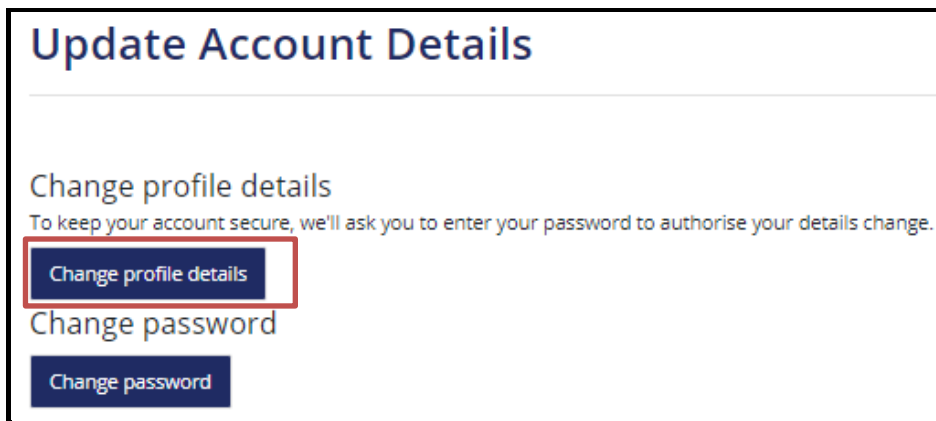 Update Account Details
Change profile details
To keep your account secure, we'll ask you to enter your password to authorise your details change.
Change profile details
Change password
Change password